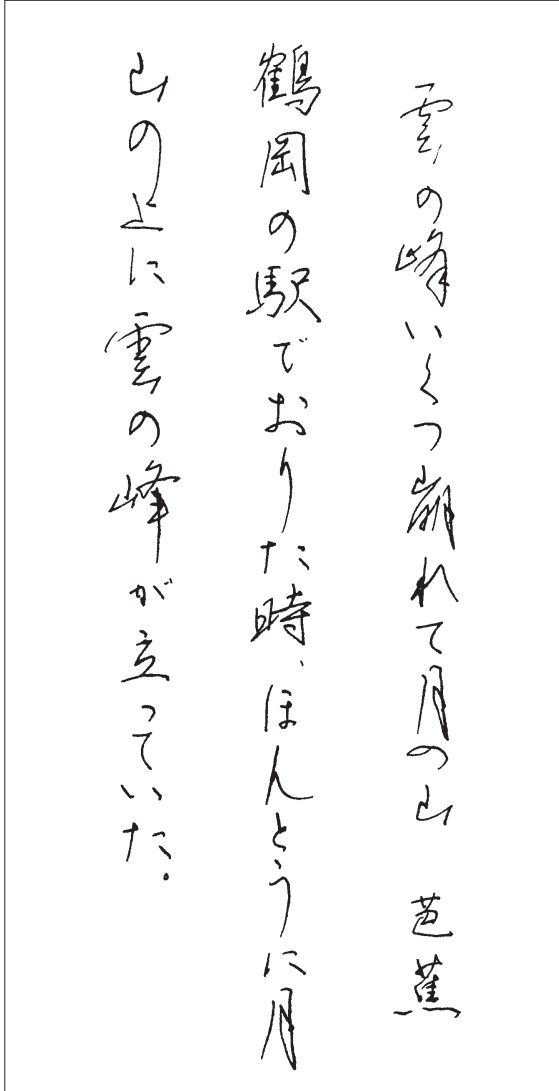 雲の峰いくつ崩れて月の山　芭蕉
鶴岡の駅でおりた時、ほんとうに月
山の上に雲の峰が立っていた。